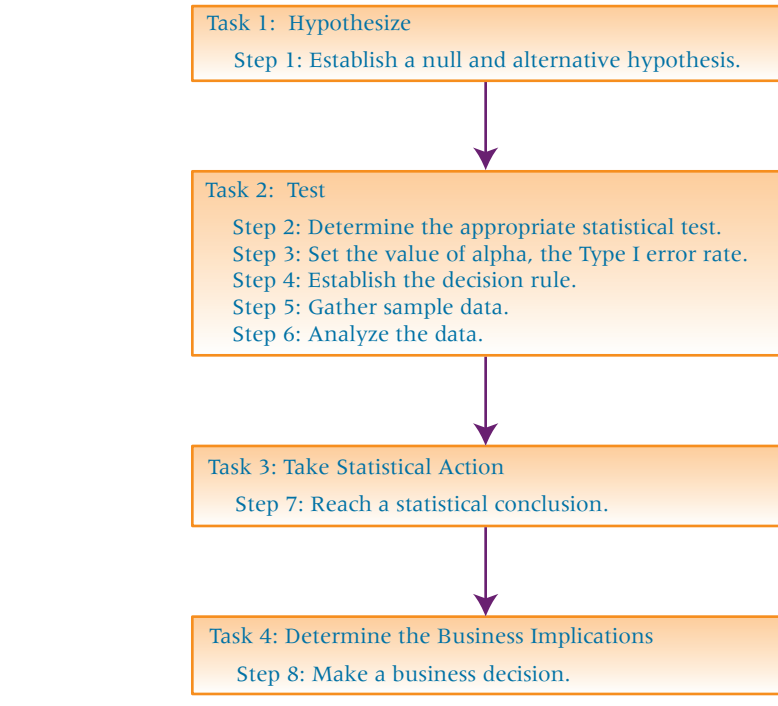 Task 1: Hypothesize
Step 1: Establish a null and alternative hypothesis.
Task 2: Test
Step 2: Determine the appropriate statistical test.
Step 3: Set the value of alpha, the Type I error rate.
Step 4: Establish the decision rule.
Step 5: Gather sample data.
Step 6: Analyze the data.
Task 3: Take Statistical Action
Step 7: Reach a statistical conclusion.
Task 4: Determine the Business Implications
Step 8: Make a business decision.